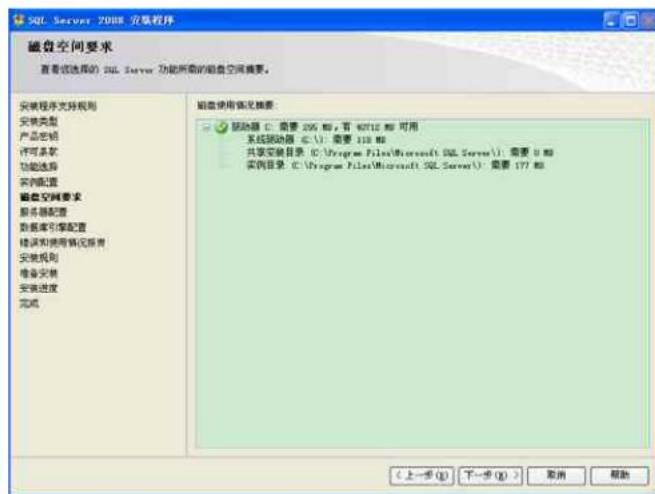 SQL Server 2008 安装程序
磁盘空间要求
查看您选择的 SQL Server 功能所需的磁盘空间摘要。
安装程序支持规则
安装类型
产品密钥
许可条款
功能选择
实例配置
磁盘空间要求
服务器配置
数据库引擎配置
错误和使用情况报告
安装规则
准备安装
安装进度
完成
磁盘使用情况摘要:
驱动器 C: 需要 295 MB,有 40712 MB 可用
系统驱动器 (C:\): 需要 118 MB
共享安装目录 (C:\Program Files\Microsoft SQL Server\): 需要 0 MB
实例目录 (C:\Program Files\Microsoft SQL Server\): 需要 177 MB
< 上一步(B)
下一步(N) >
取消
帮助